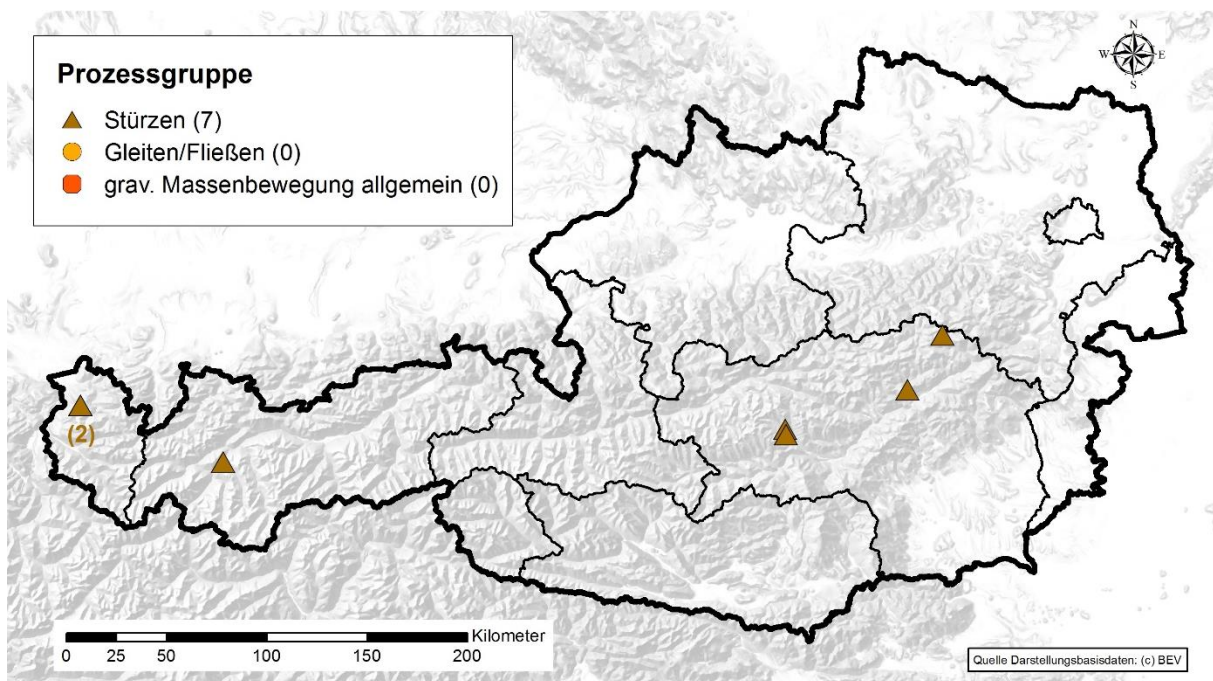 Prozessgruppe
Stürzen (7)
Gleiten/Fließen (0)
grav. Massenbewegung allgemein (0)
N
W E
S
(2)
Kilometer
0 25 50 100 150 200
Quelle Darstellungsbasisdaten: (c) BEV